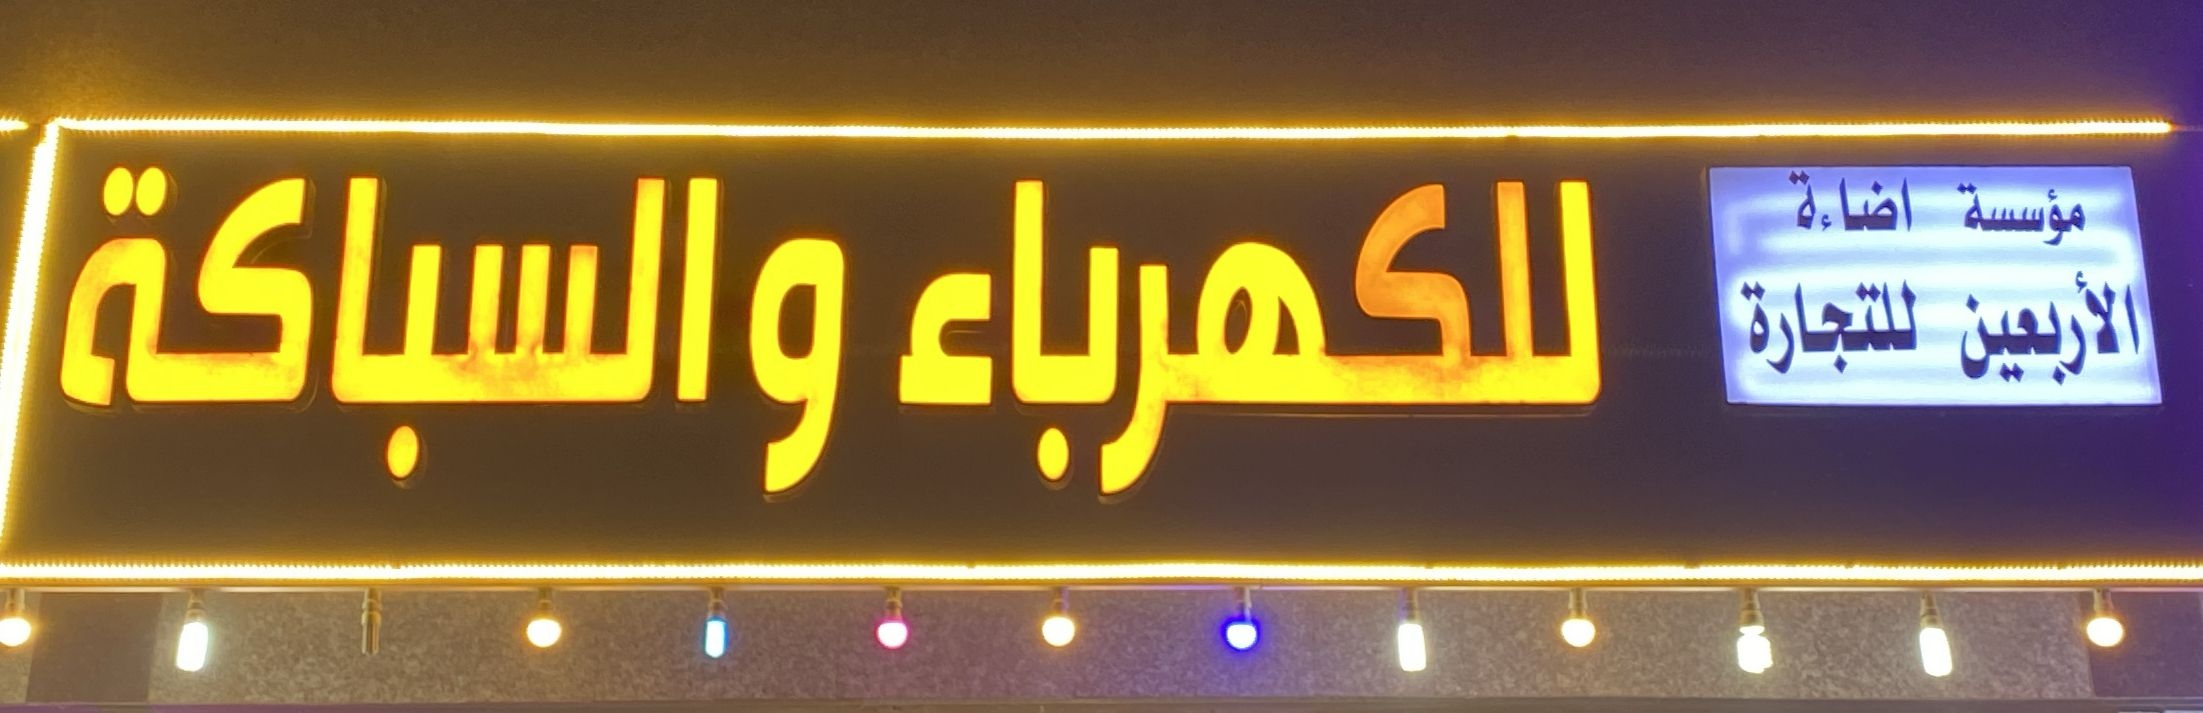 مؤسسة اضاءة
الأربعين للتجارة
للكهرباء والسباكة